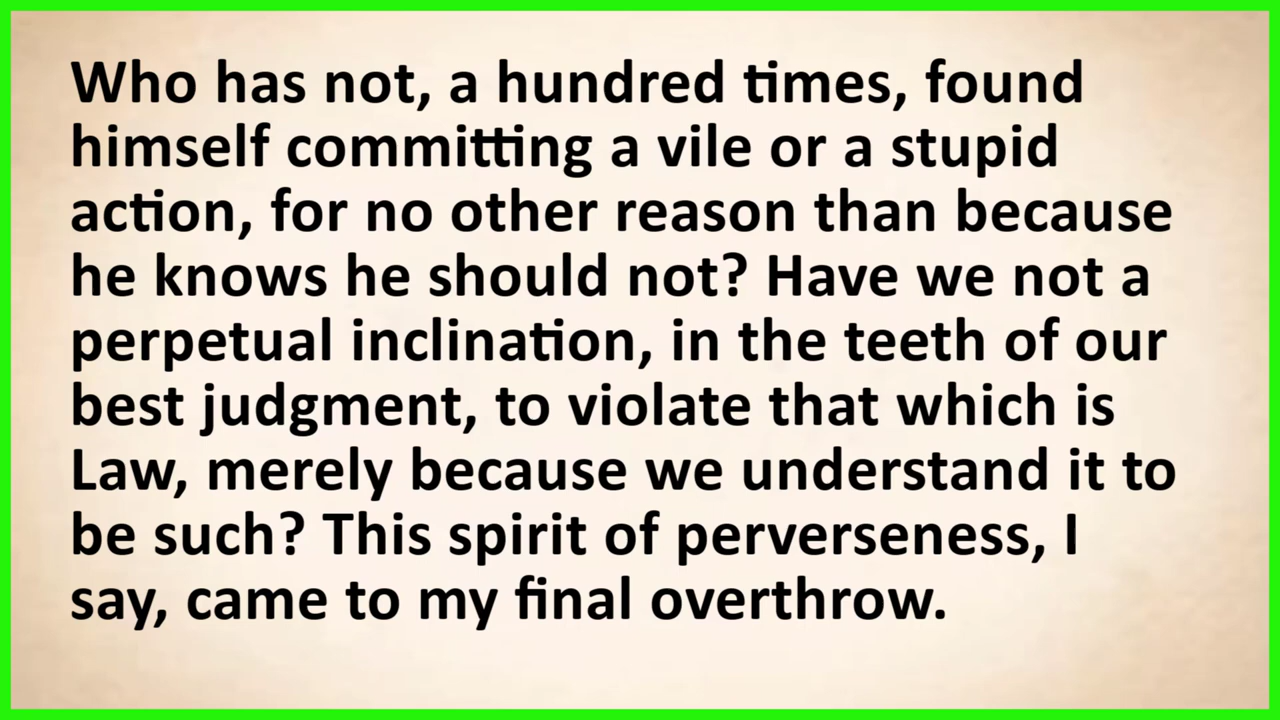 Who has not, a hundred times, found
himself committing a vile or a stupid
action, for no other reason than because
he knows he should not? Have we not a
perpetual inclination, in the teeth of our
best judgment, to violate that which is
Law, merely because we understand it to
be such? This spirit of perverseness, I
say, came to my final overthrow.